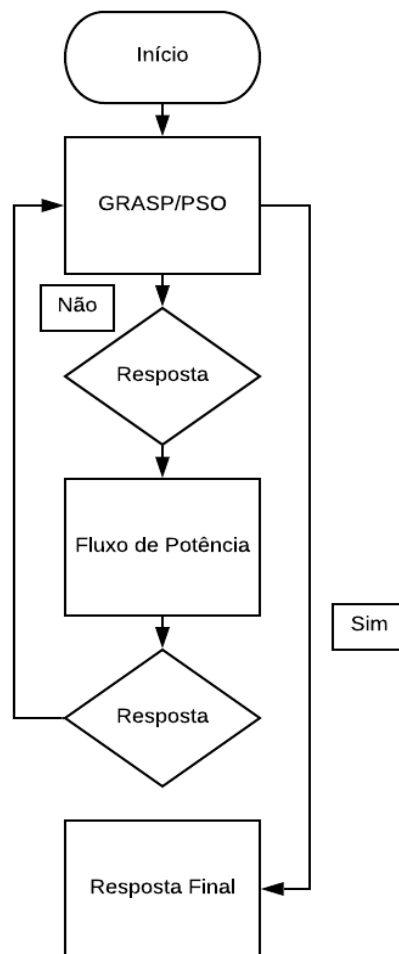 Início
GRASP/PSO
Não
Resposta
Fluxo de Potência
Sim
Resposta
Resposta Final